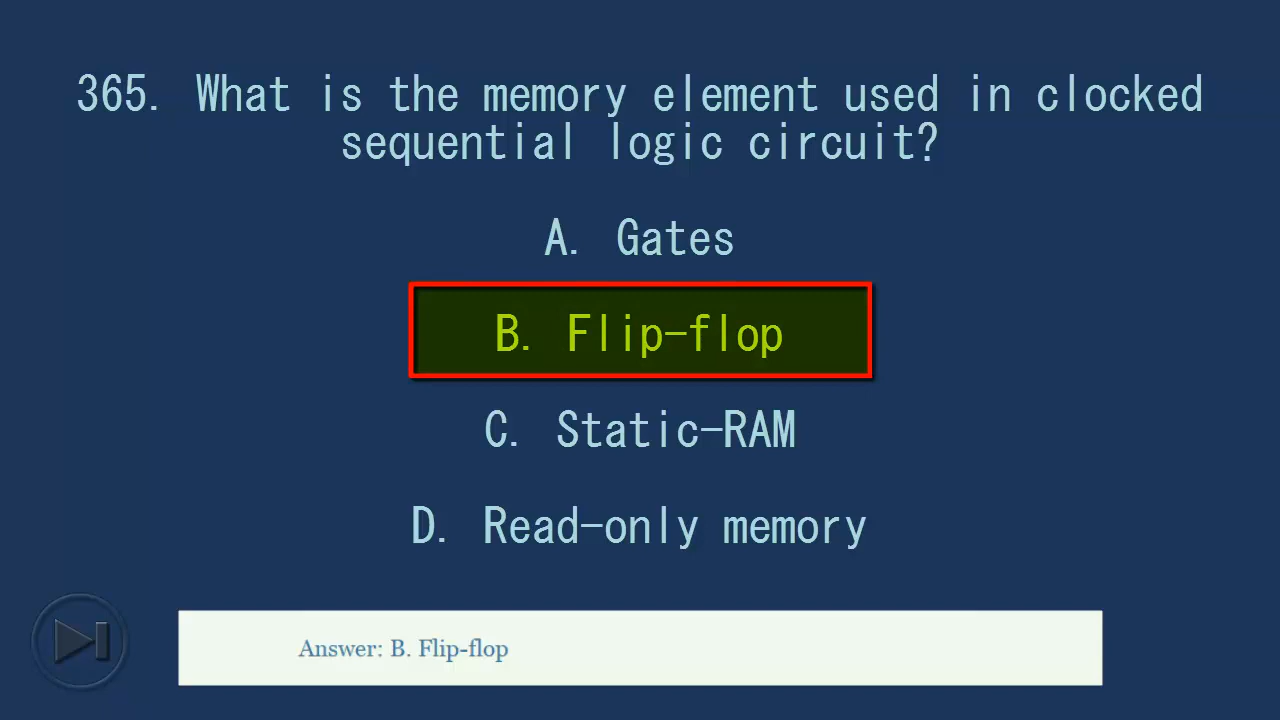 365. What is the memory element used in clocked
sequential logic circuit?
A. Gates
B. Flip-flop
C. Static-RAM
D. Read-only memory
Answer: B. Flip-flop